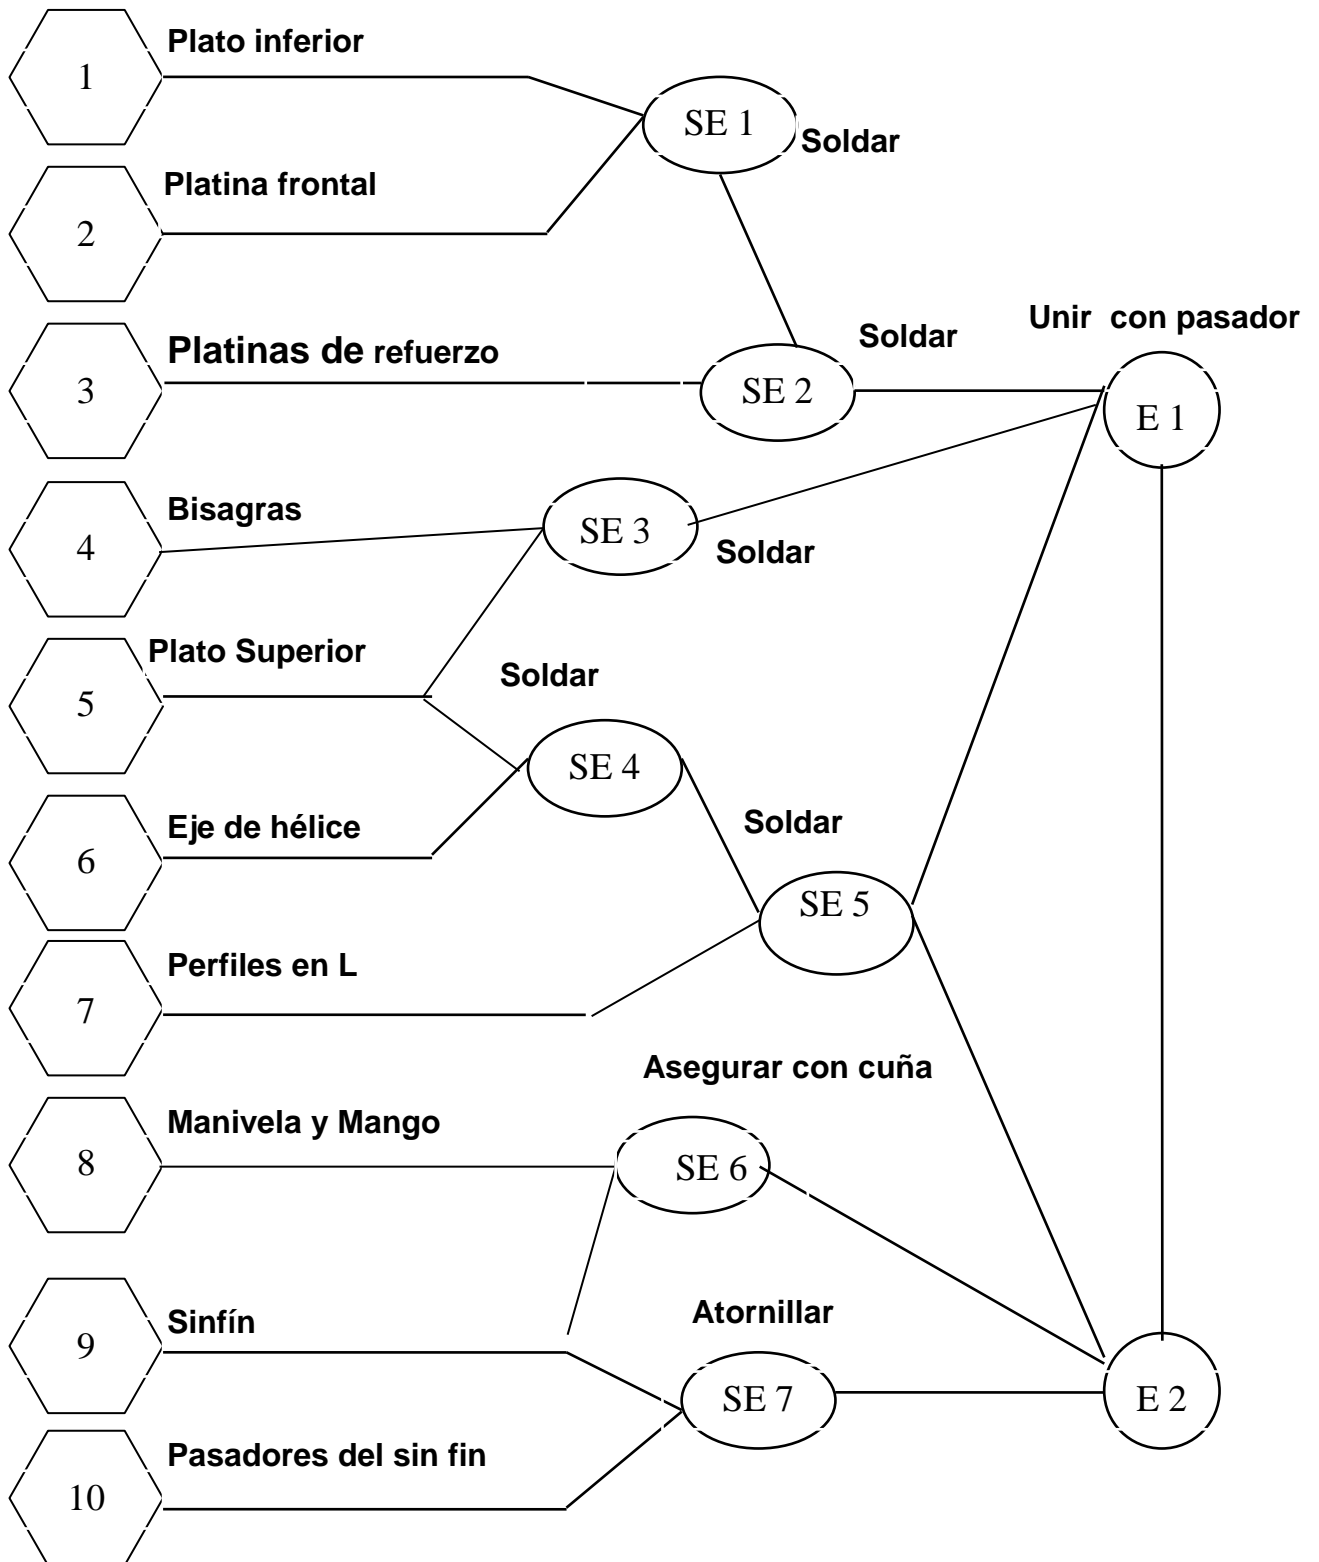 Plato inferior
1
SE 1
Soldar
Platina frontal
2
Unir con pasador
Soldar
Platinas de refuerzo
3
SE 2
E 1
Bisagras
4
SE 3
Soldar
Plato Superior
Soldar
5
SE 4
Eje de hélice
Soldar
6
SE 5
Perfiles en L
7
Asegurar con cuña
Manivela y Mango
8
SE 6
Atornillar
Sinfín
9
SE 7
E 2
Pasadores del sin fin
10